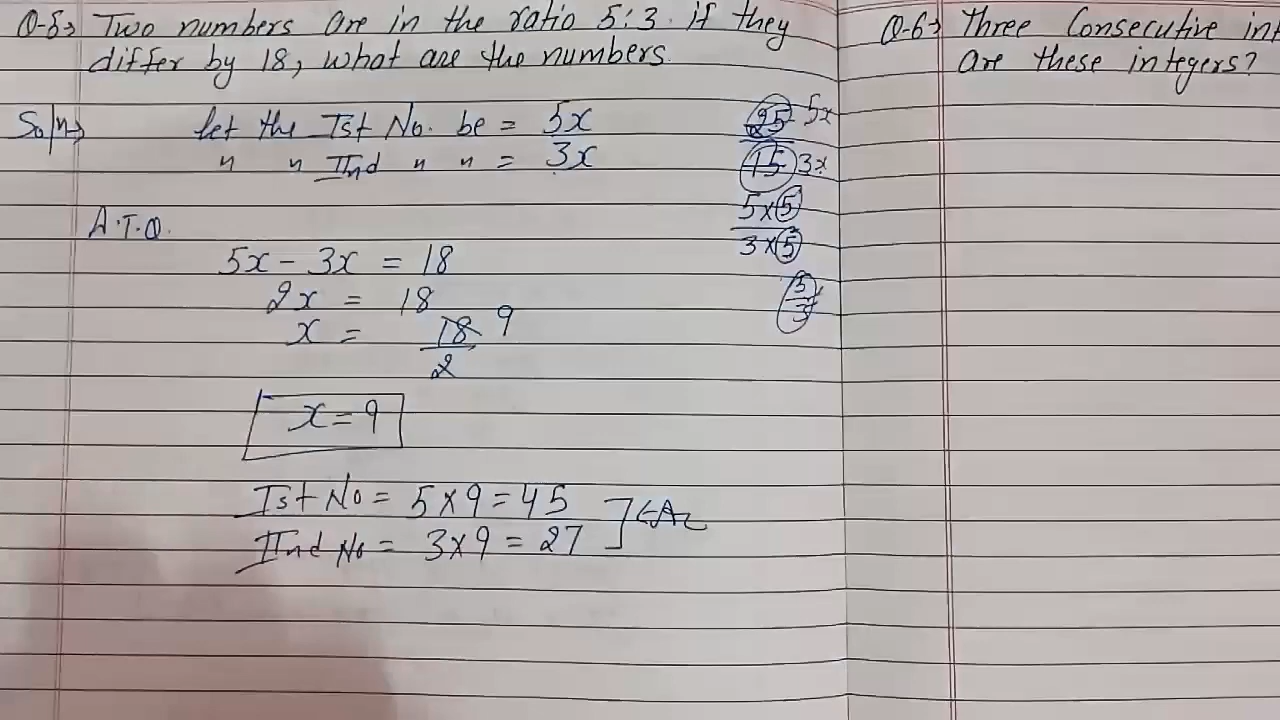 Q-5→ Two numbers are in the ratio 5:3. if they
differ by 18, what are the numbers.
Soln→ let the Ist No. be = 5x
" " IInd " " = 3x
A.T.Q.
5x - 3x = 18
2x = 18
x = 18/2 9
x = 9
Ist No = 5×9 = 45
IInd No = 3×9 = 27
25 5x
15 3x
5×5
3×5
5
3
Q-6→ Three Consecutive int
are these integers?